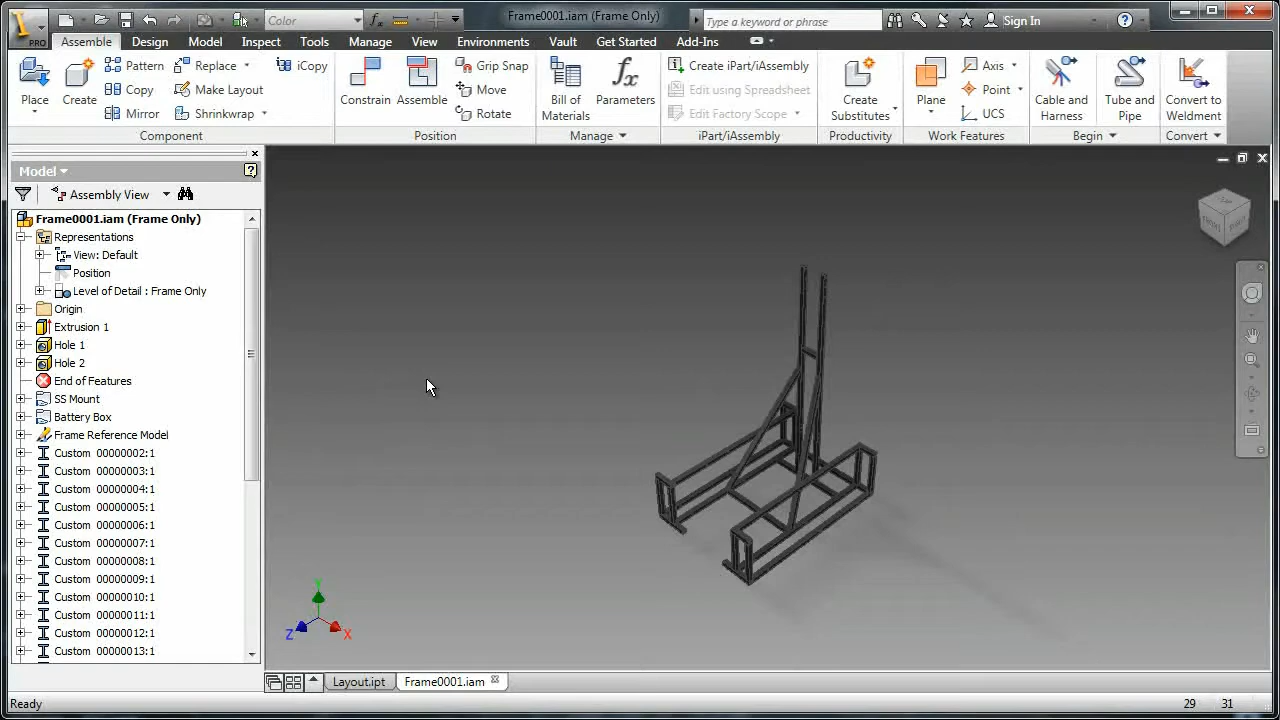 PRO
Color
Frame0001.iam (Frame Only)
Type a keyword or phrase
Sign In
Assemble
Design
Model
Inspect
Tools
Manage
View
Environments
Vault
Get Started
Add-Ins
Place
Create
Pattern
Copy
Mirror
Replace
Make Layout
Shrinkwrap
iCopy
Component
Constrain
Assemble
Grip Snap
Move
Rotate
Position
Bill of
Materials
Parameters
Manage
Create iPart/iAssembly
Edit using Spreadsheet
Edit Factory Scope
iPart/iAssembly
Create
Substitutes
Productivity
Plane
Axis
Point
UCS
Work Features
Cable and
Harness
Tube and
Pipe
Begin
Convert to
Weldment
Convert
Model
Assembly View
Frame0001.iam (Frame Only)
Representations
View: Default
Position
Level of Detail : Frame Only
Origin
Extrusion 1
Hole 1
Hole 2
End of Features
SS Mount
Battery Box
Frame Reference Model
Custom 00000002:1
Custom 00000003:1
Custom 00000004:1
Custom 00000005:1
Custom 00000006:1
Custom 00000007:1
Custom 00000008:1
Custom 00000009:1
Custom 00000010:1
Custom 00000011:1
Custom 00000012:1
Custom 00000013:1
Y
Z
X
Layout.ipt
Frame0001.iam
Ready
29
31